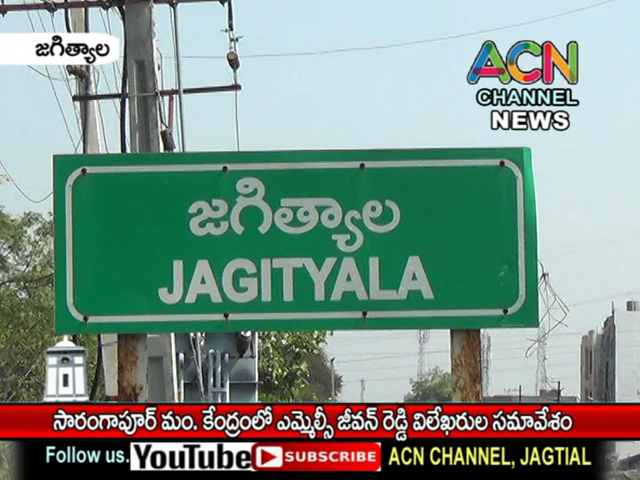 జగిత్యాల
ACN
CHANNEL
NEWS
జగిత్యాల
JAGITYALA
సారంగాపూర్ మం. కేంద్రంలో ఎమ్మెల్సీ జీవన్ రెడ్డి విలేఖరుల సమావేశం
Follow us. YouTube SUBSCRIBE ACN CHANNEL, JAGTIAL